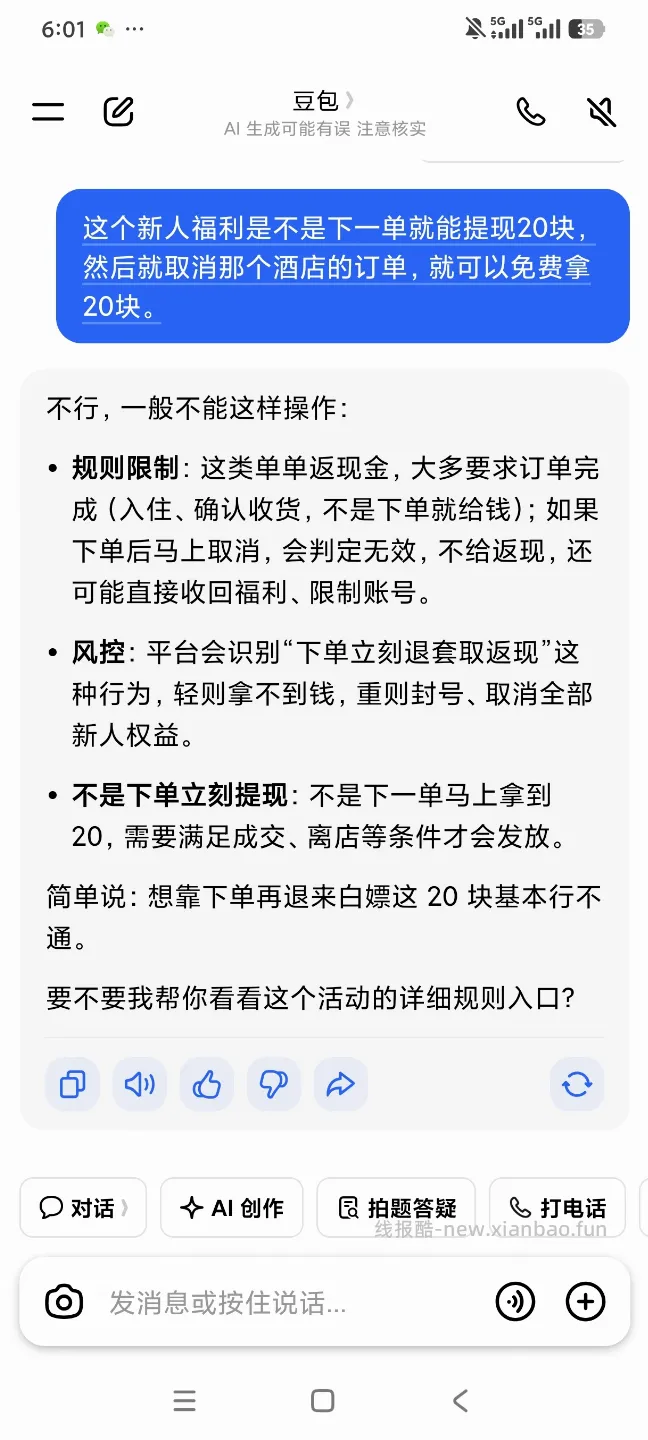 6:01 ···
5G 5G 35
豆包 》
AI 生成可能有误 注意核实
这个新人福利是不是下一单就能提现20块，
然后就取消那个酒店的订单，就可以免费拿
20块。
不行，一般不能这样操作：
• 规则限制：这类单单返现金，大多要求订单完
成（入住、确认收货，不是下单就给钱）；如果
下单后马上取消，会判定无效，不给返现，还
可能直接收回福利、限制账号。
• 风控：平台会识别“下单立刻退套取返现”这
种行为，轻则拿不到钱，重则封号、取消全部
新人权益。
• 不是下单立刻提现：不是下一单马上拿到
20，需要满足成交、离店等条件才会发放。
简单说：想靠下单再退来白嫖这 20 块基本行不
通。
要不要我帮你看看这个活动的详细规则入口？
对话 》 AI 创作 拍题答疑 打电话
线报酷-new.xianbao.fun
发消息或按住说话...